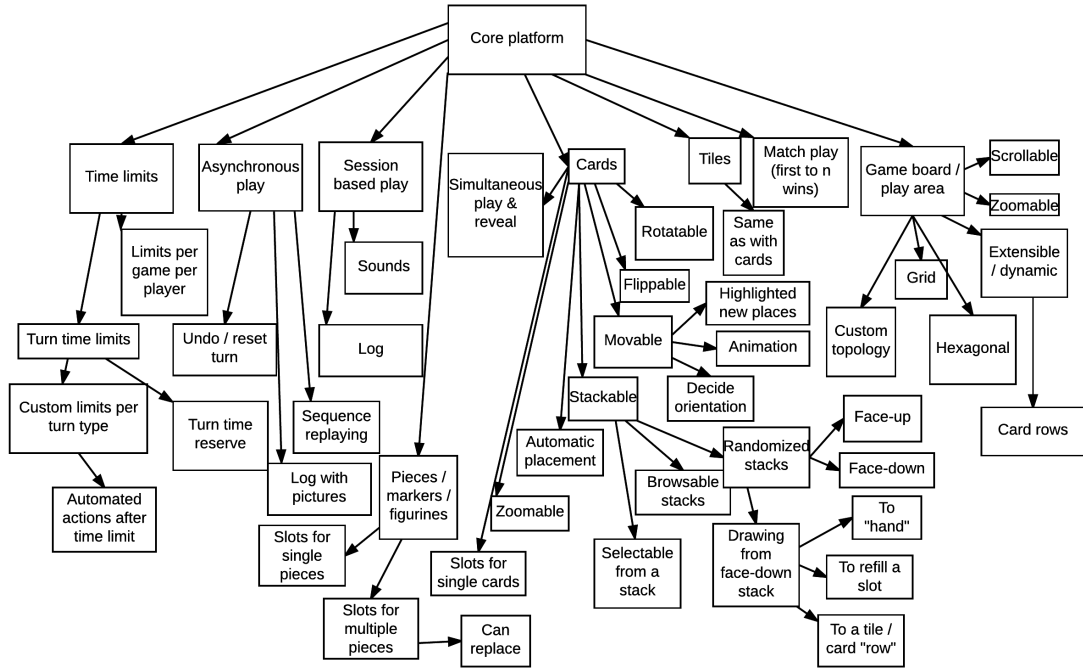 Core platform
Time limits
Asynchronous
play
Session
based play
Simultaneous
play &
reveal
Cards
Tiles
Match play
(first to n
wins)
Game board /
play area
Scrollable
Zoomable
Limits per
game per
player
Sounds
Rotatable
Same
as with
cards
Extensible
/ dynamic
Grid
Flippable
Highlighted
new places
Turn time limits
Undo / reset
turn
Log
Movable
Animation
Custom
topology
Hexagonal
Custom limits per
turn type
Turn time
reserve
Sequence
replaying
Stackable
Decide
orientation
Card rows
Face-up
Automatic
placement
Randomized
stacks
Face-down
Log with
pictures
Pieces /
markers /
figurines
Browsable
stacks
Automated
actions after
time limit
Zoomable
To
"hand"
Slots for
single
pieces
Slots for
single cards
Selectable
from a
stack
Drawing
from
face-down
stack
To refill a
slot
Slots for
multiple
pieces
Can
replace
To a tile /
card "row"